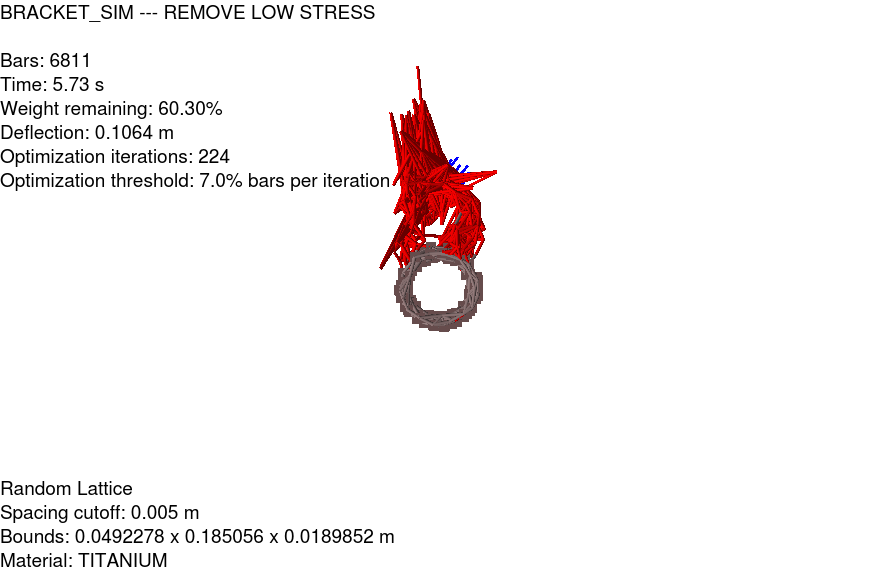 BRACKET_SIM --- REMOVE LOW STRESS
Bars: 6811
Time: 5.73 s
Weight remaining: 60.30%
Deflection: 0.1064 m
Optimization iterations: 224
Optimization threshold: 7.0% bars per iteration
Random Lattice
Spacing cutoff: 0.005 m
Bounds: 0.0492278 x 0.185056 x 0.0189852 m
Material: TITANIUM